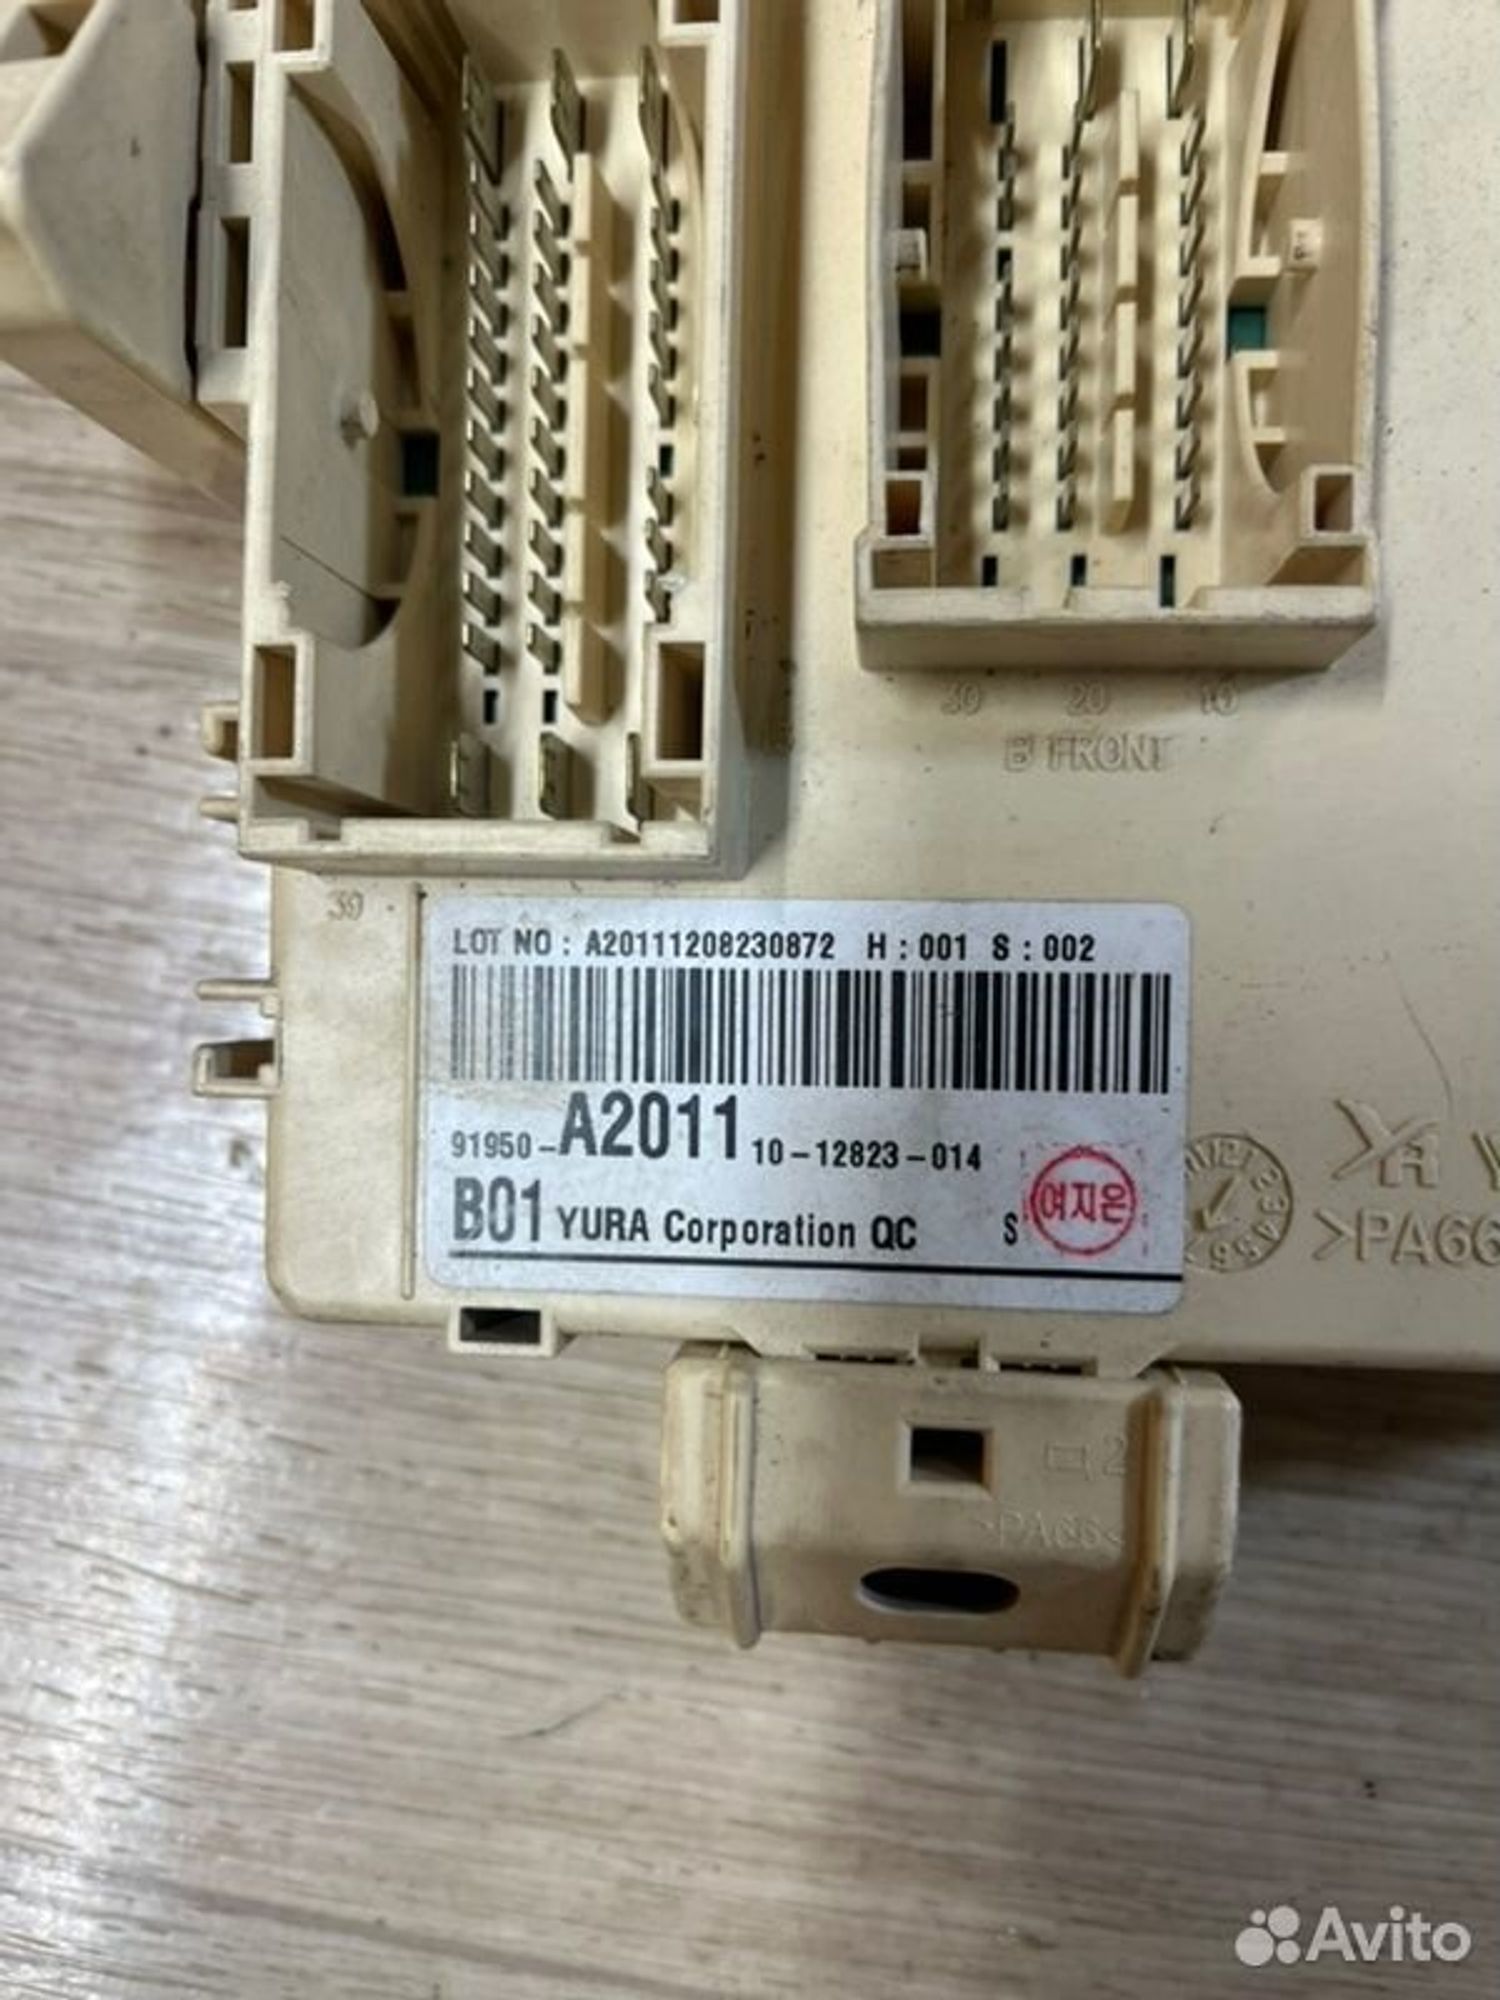 30 20 10
B FRONT
39
LOT NO : A20111208230872 H : 001 S : 002
91950-A2011 10-12823-014
B01 YURA Corporation QC S 여지은
>PA66
2
>PA66<
Avito